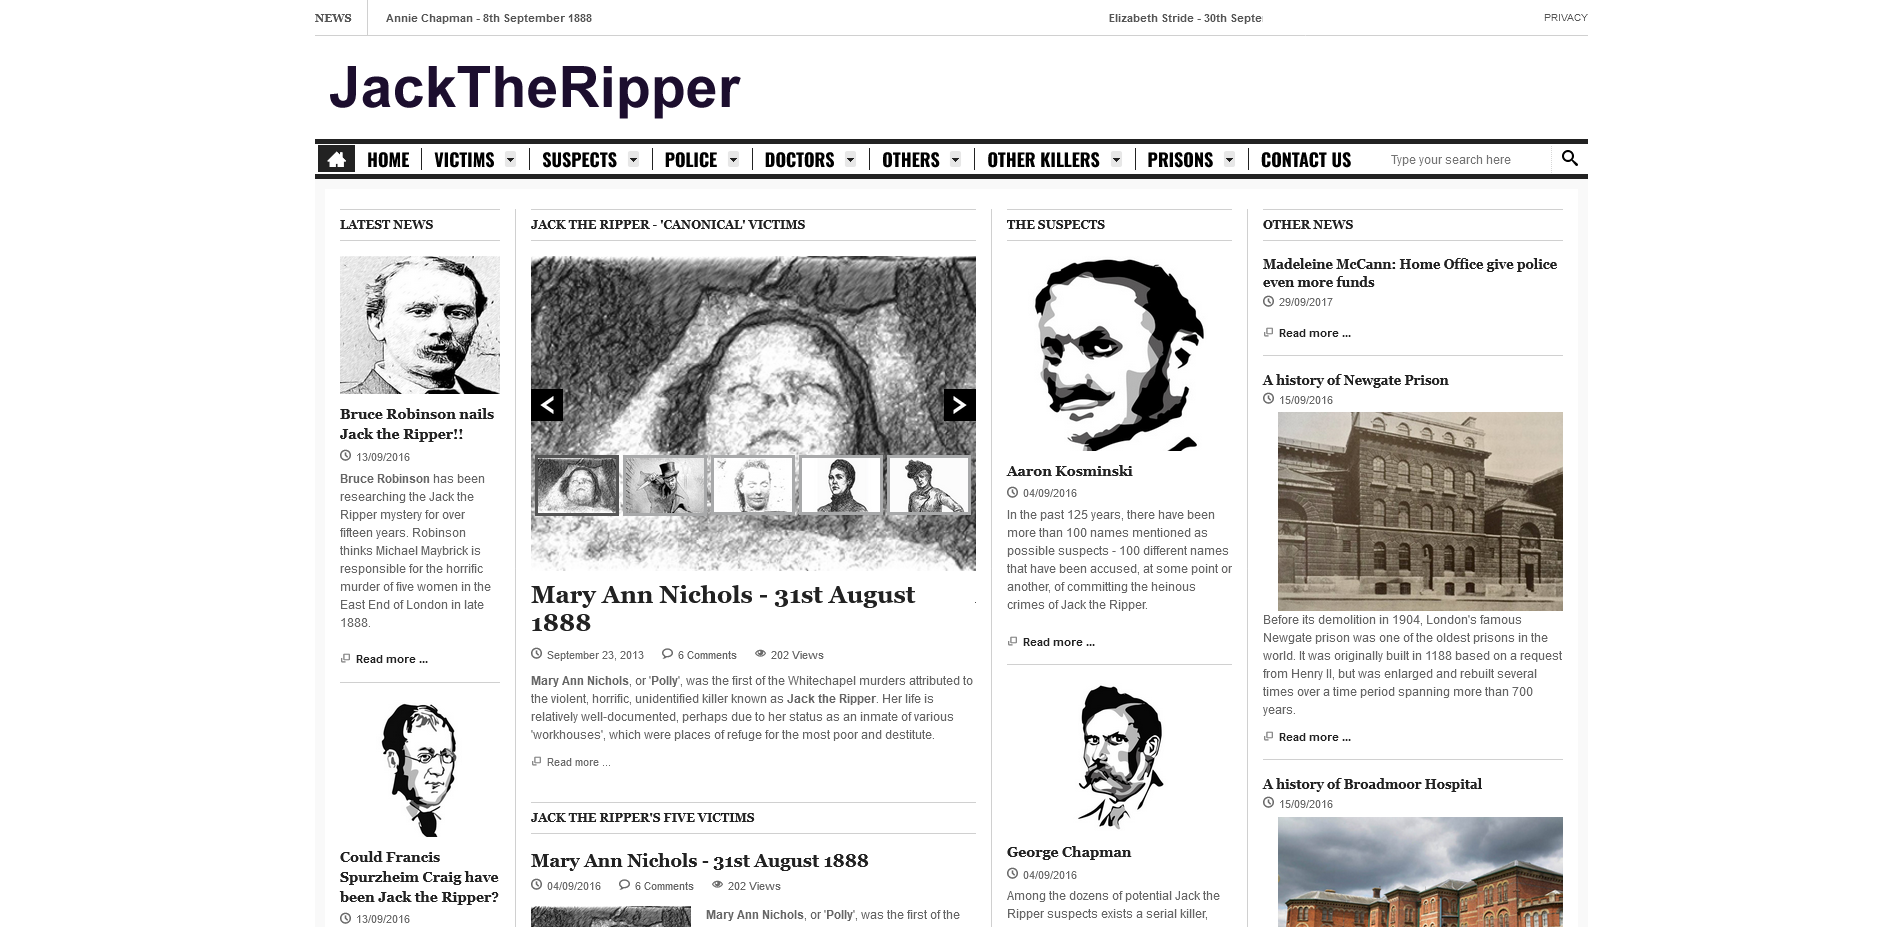 NEWS
Annie Chapman - 8th September 1888
Elizabeth Stride - 30th Septe
PRIVACY
JackTheRipper
HOME
VICTIMS
SUSPECTS
POLICE
DOCTORS
OTHERS
OTHER KILLERS
PRISONS
CONTACT US
Type your search here
LATEST NEWS
Bruce Robinson nails
Jack the Ripper!!
13/09/2016
Bruce Robinson has been
researching the Jack the
Ripper mystery for over
fifteen years. Robinson
thinks Michael Maybrick is
responsible for the horrific
murder of five women in the
East End of London in late
1888.
Read more ...
Could Francis
Spurzheim Craig have
been Jack the Ripper?
13/09/2016
JACK THE RIPPER - 'CANONICAL' VICTIMS
Mary Ann Nichols - 31st August
1888
September 23, 2013
6 Comments
202 Views
Mary Ann Nichols, or 'Polly', was the first of the Whitechapel murders attributed to
the violent, horrific, unidentified killer known as Jack the Ripper. Her life is
relatively well-documented, perhaps due to her status as an inmate of various
'workhouses', which were places of refuge for the most poor and destitute.
Read more ...
JACK THE RIPPER'S FIVE VICTIMS
Mary Ann Nichols - 31st August 1888
04/09/2016
6 Comments
202 Views
Mary Ann Nichols, or 'Polly', was the first of the
THE SUSPECTS
Aaron Kosminski
04/09/2016
In the past 125 years, there have been
more than 100 names mentioned as
possible suspects - 100 different names
that have been accused, at some point or
another, of committing the heinous
crimes of Jack the Ripper.
Read more ...
George Chapman
04/09/2016
Among the dozens of potential Jack the
Ripper suspects exists a serial killer,
OTHER NEWS
Madeleine McCann: Home Office give police
even more funds
29/09/2017
Read more ...
A history of Newgate Prison
15/09/2016
Before its demolition in 1904, London's famous
Newgate prison was one of the oldest prisons in the
world. It was originally built in 1188 based on a request
from Henry II, but was enlarged and rebuilt several
times over a time period spanning more than 700
years.
Read more ...
A history of Broadmoor Hospital
15/09/2016